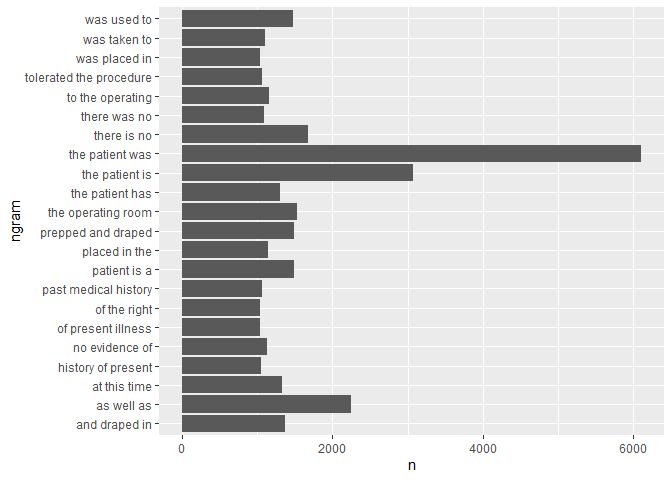 was used to
was taken to
was placed in
tolerated the procedure
to the operating
there was no
there is no
the patient was
the patient is
the patient has
the operating room
prepped and draped
placed in the
patient is a
past medical history
of the right
of present illness
no evidence of
history of present
at this time
as well as
and draped in
ngram
0 2000 4000 6000
n